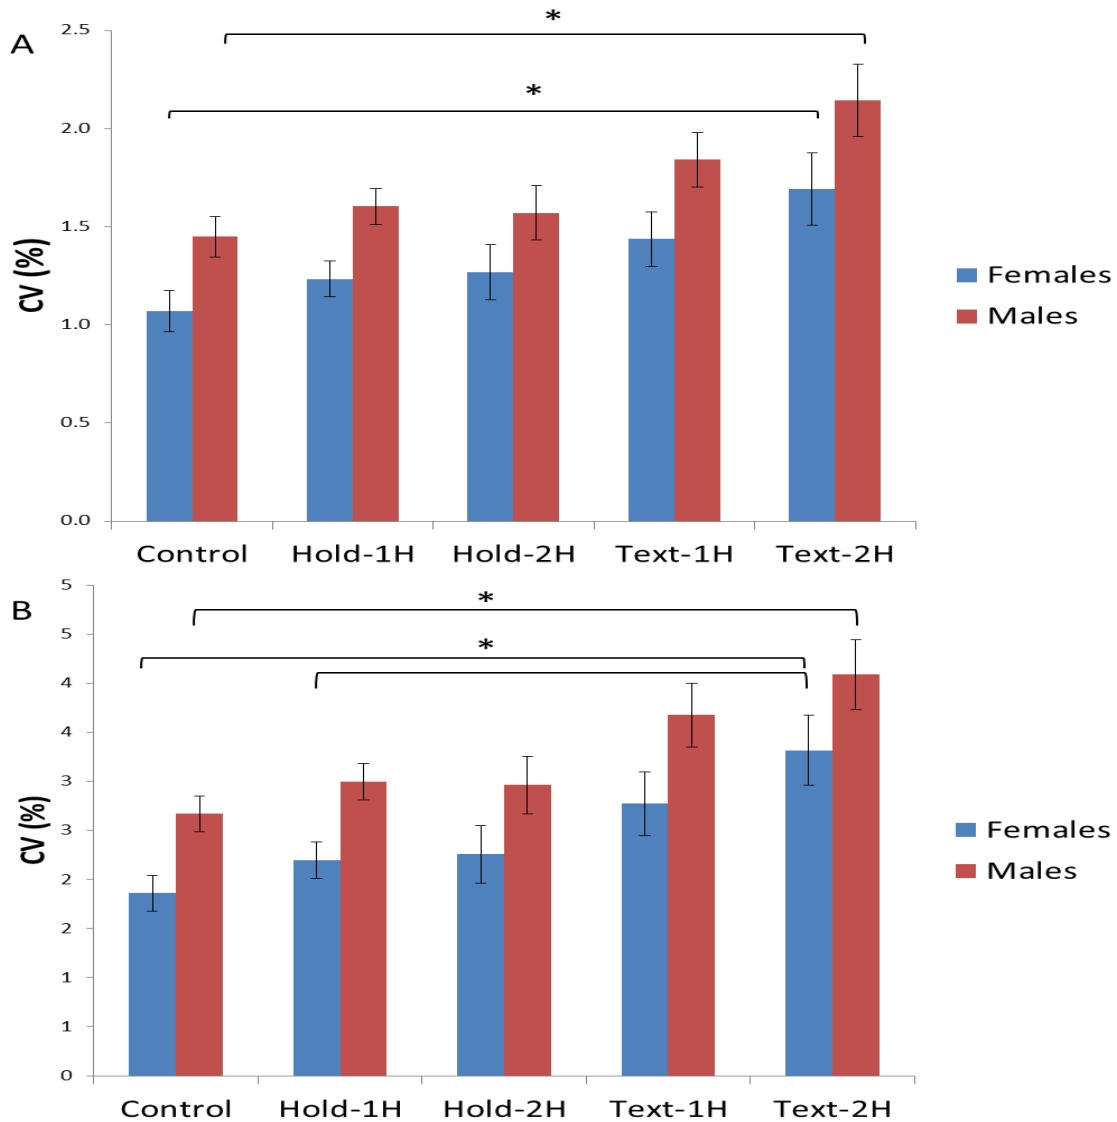 A
*
*
2.5
2.0
1.5
1.0
0.5
0.0
CV (%)
Control Hold-1H Hold-2H Text-1H Text-2H
Females
Males
B
*
*
5
5
4
4
3
3
2
2
1
1
0
CV (%)
Control Hold-1H Hold-2H Text-1H Text-2H
Females
Males